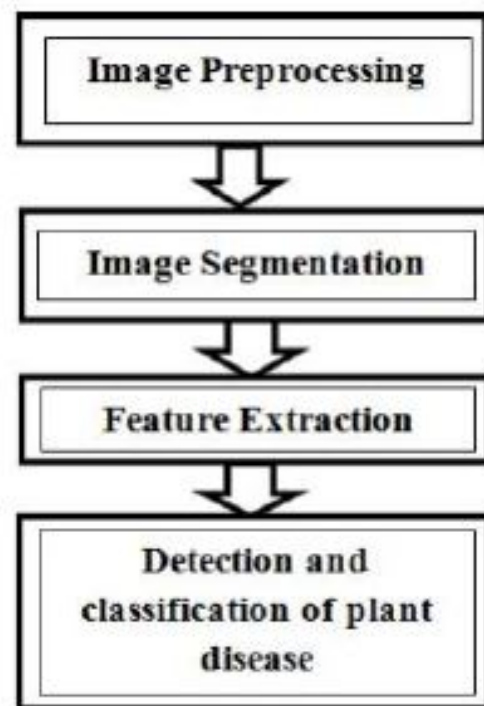 Image Preprocessing
Image Segmentation
Feature Extraction
Detection and
classification of plant
disease